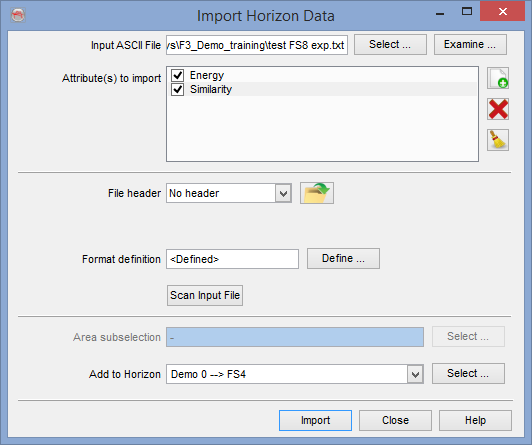 Import Horizon Data
Input ASCII File ys\F3_Demo_training\test FS8 exp.txt Select ... Examine ...
Attribute(s) to import
Energy
Similarity
File header No header
Format definition <Defined> Define ...
Scan Input File
Area subselection - Select ...
Add to Horizon Demo 0 --> FS4 Select ...
Import Close Help